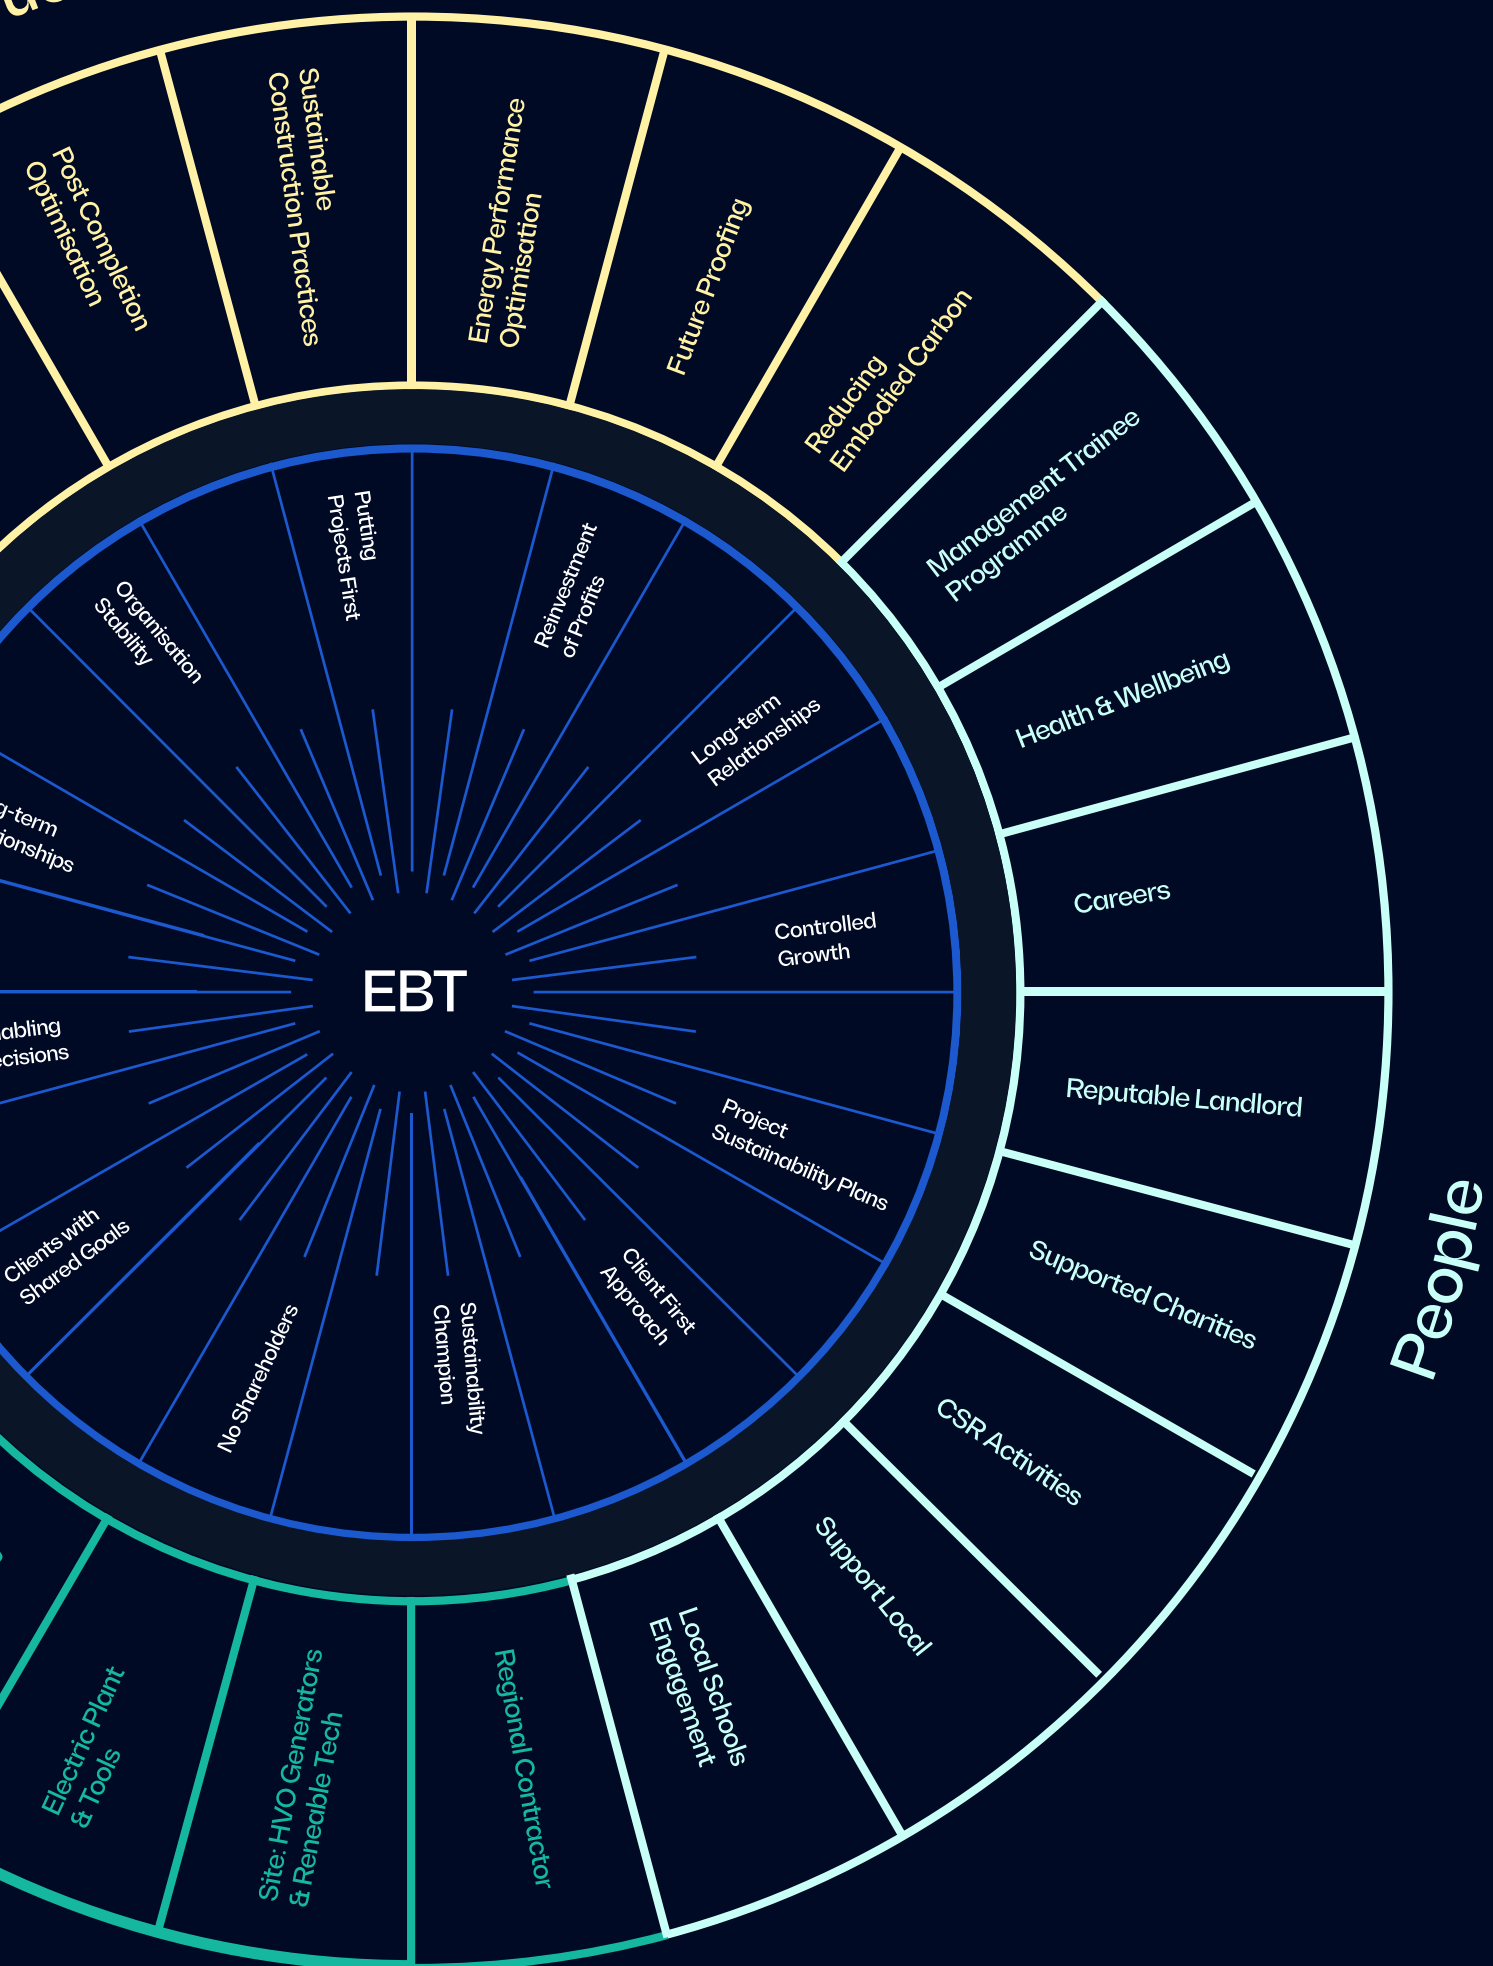 Post Completion
Optimisation
Sustainable
Construction Practices
Energy Performance
Optimisation
Future Proofing
Reducing
Embodied Carbon
Management Trainee
Programme
Health & Wellbeing
Careers
Reputable Landlord
Supported Charities
CSR Activities
Support Local
Local Schools
Engagement
People
Regional Contractor
Site: HVO Generators
& Reneable Tech
Electric Plant
& Tools
Organisation
Stability
Putting
Projects First
Reinvestment
of Profits
Long-term
Relationships
Controlled
Growth
Project
Sustainability Plans
Client First
Approach
Sustainability
Champion
No Shareholders
Clients with
Shared Goals
EBT